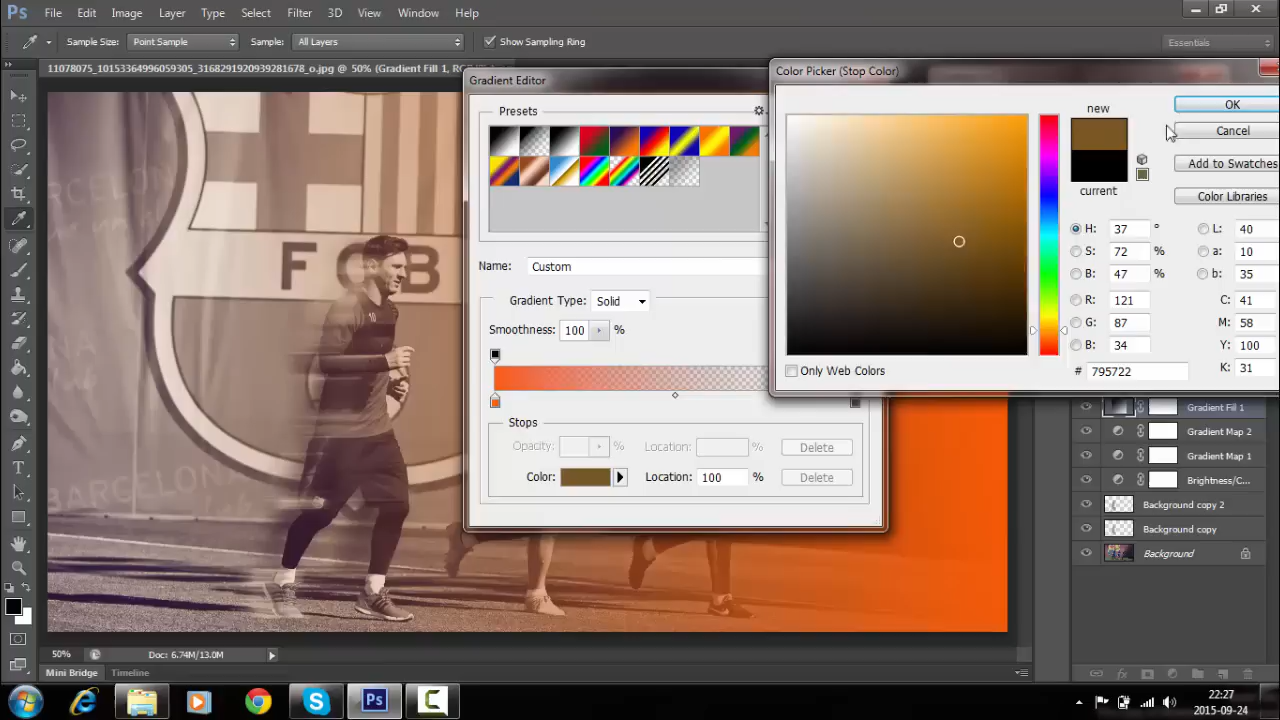 Ps File Edit Image Layer Type Select Filter 3D View Window Help
Sample Size: Point Sample Sample: All Layers Show Sampling Ring Essentials
11078075_10153364996059305_3168291920939281678_o.jpg @ 50% (Gradient Fill 1,
Gradient Editor
Presets
Name: Custom
Gradient Type: Solid
Smoothness: 100 %
Stops
Opacity: % Location: % Delete
Color: Location: 100 % Delete
Color Picker (Stop Color)
new
current
OK
Cancel
Add to Swatches
Color Libraries
H: 37 ° L: 40
S: 72 % a: 10
B: 47 % b: 35
R: 121 C: 41
G: 87 M: 58
B: 34 Y: 100
# 795722 K: 31
Only Web Colors
Gradient Fill 1
Gradient Map 2
Gradient Map 1
Brightness/C...
Background copy 2
Background copy
Background
FCB
10
BARCELONA
50% Doc: 6.74M/13.0M
Mini Bridge Timeline
Ps
22:27
2015-09-24